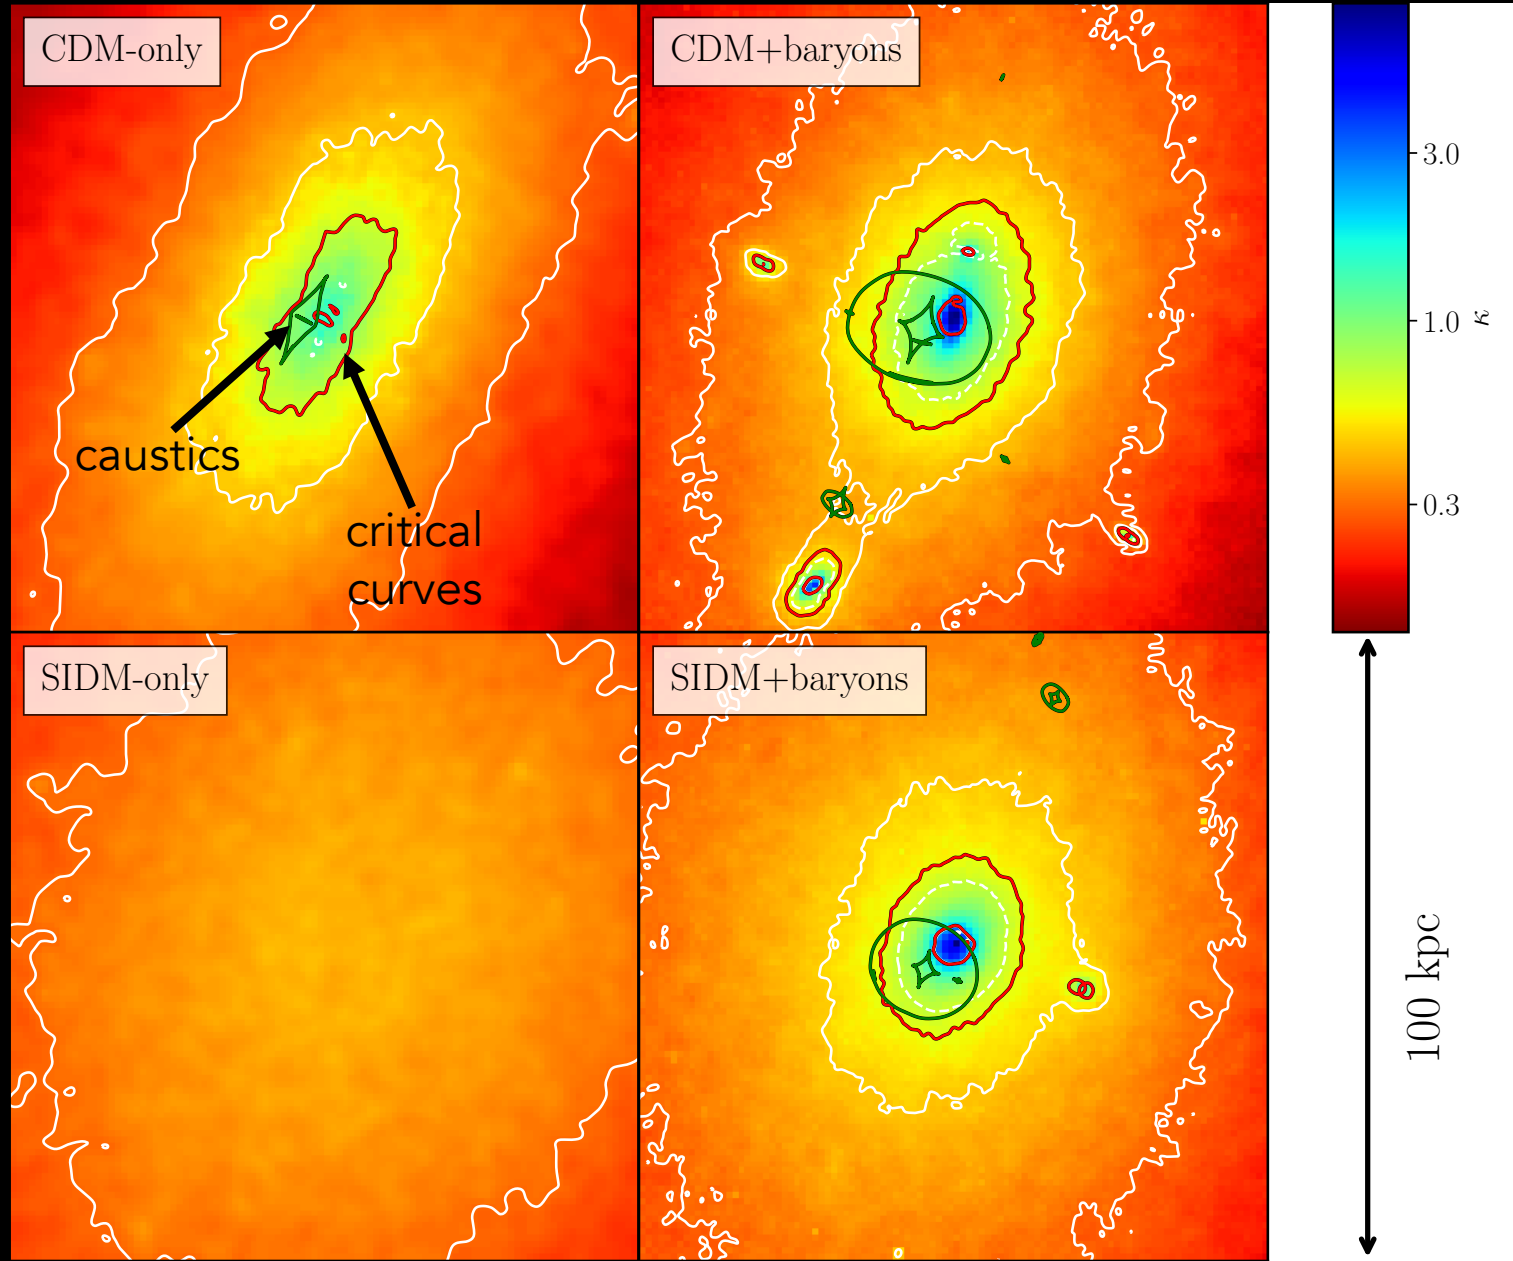 CDM-only
CDM+baryons
caustics
critical
curves
3.0
1.0
κ
0.3
SIDM-only
SIDM+baryons
100 kpc